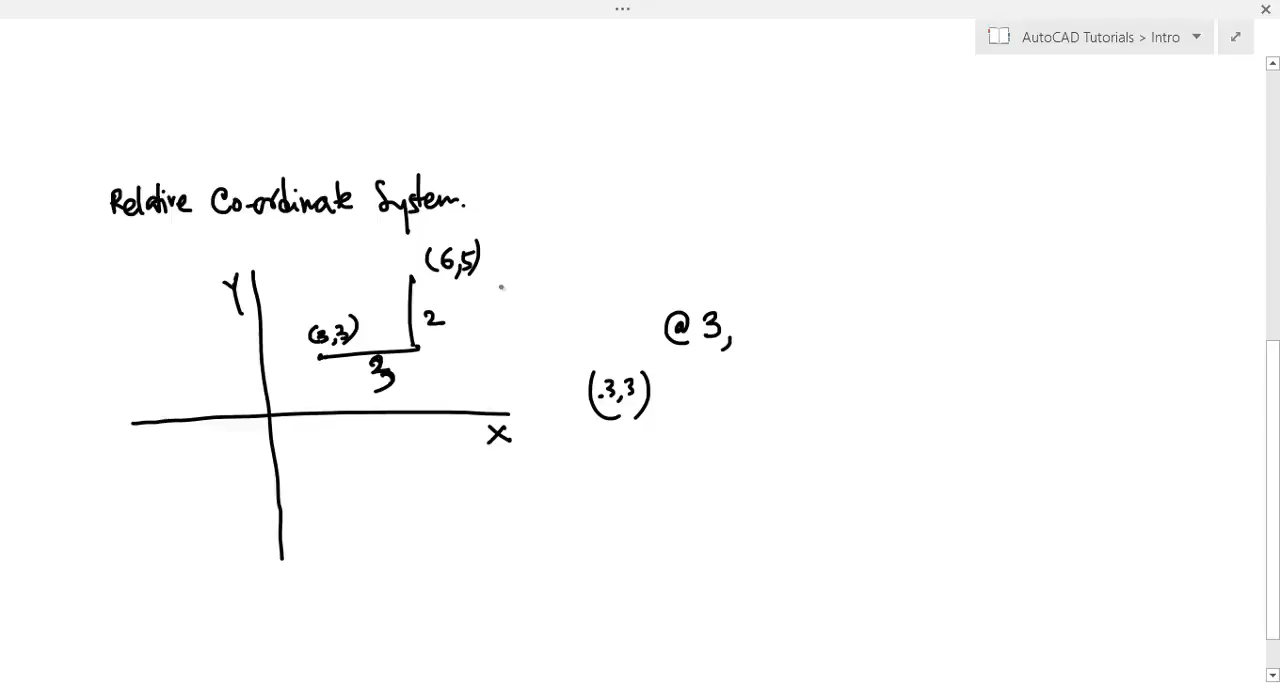 AutoCAD Tutorials > Intro
Relative Co-ordinate System.
(6,5)
Y
(3,3)
2
3
@ 3,
(.3,3)
X